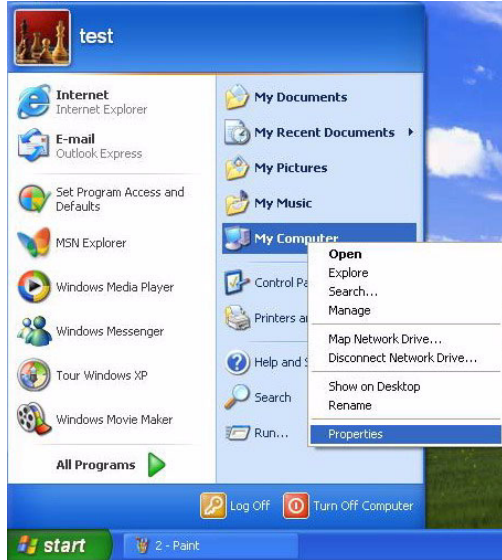 test
Internet
Internet Explorer
E-mail
Outlook Express
Set Program Access and
Defaults
MSN Explorer
Windows Media Player
Windows Messenger
Tour Windows XP
Windows Movie Maker
All Programs
My Documents
My Recent Documents
My Pictures
My Music
My Computer
Control Pa
Printers a
Help and S
Search
Run...
Open
Explore
Search...
Manage
Map Network Drive...
Disconnect Network Drive...
Show on Desktop
Rename
Properties
Log Off
Turn Off Computer
start
2 - Paint